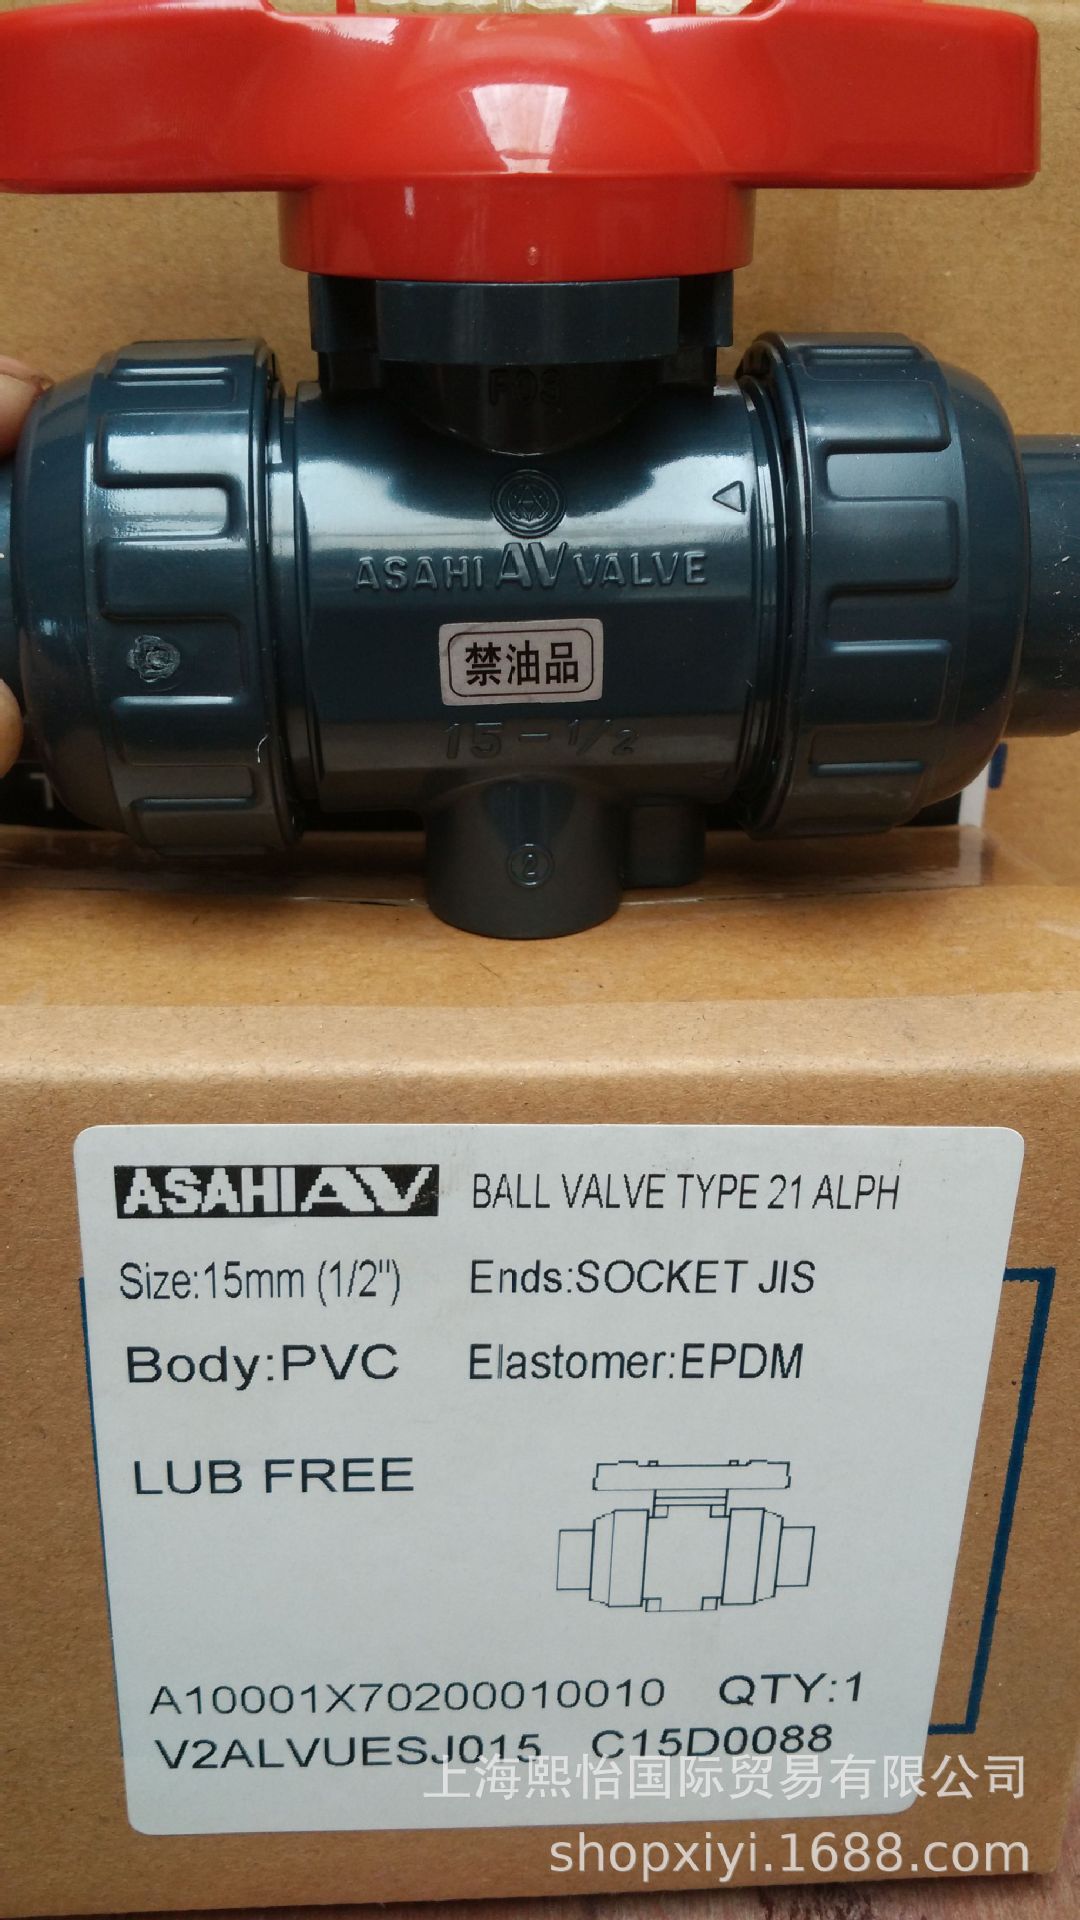 F03
ASAHI AV VALVE
禁油品
15-1/2
2
T
ASAHI AV BALL VALVE TYPE 21 ALPH
Size:15mm (1/2") Ends:SOCKET JIS
Body:PVC Elastomer:EPDM
LUB FREE
A10001X70200010010 QTY:1
V2ALVUESJ015 C15D0088
上海熙怡国际贸易有限公司
shopxiyi.1688.com